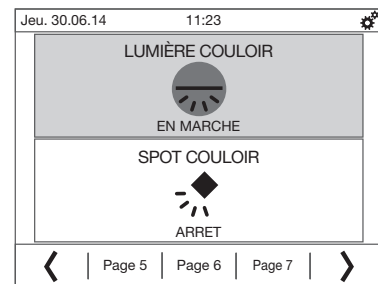 Jeu. 30.06.14 11:23
LUMIÈRE COULOIR
EN MARCHE
SPOT COULOIR
ARRET
Page 5 Page 6 Page 7